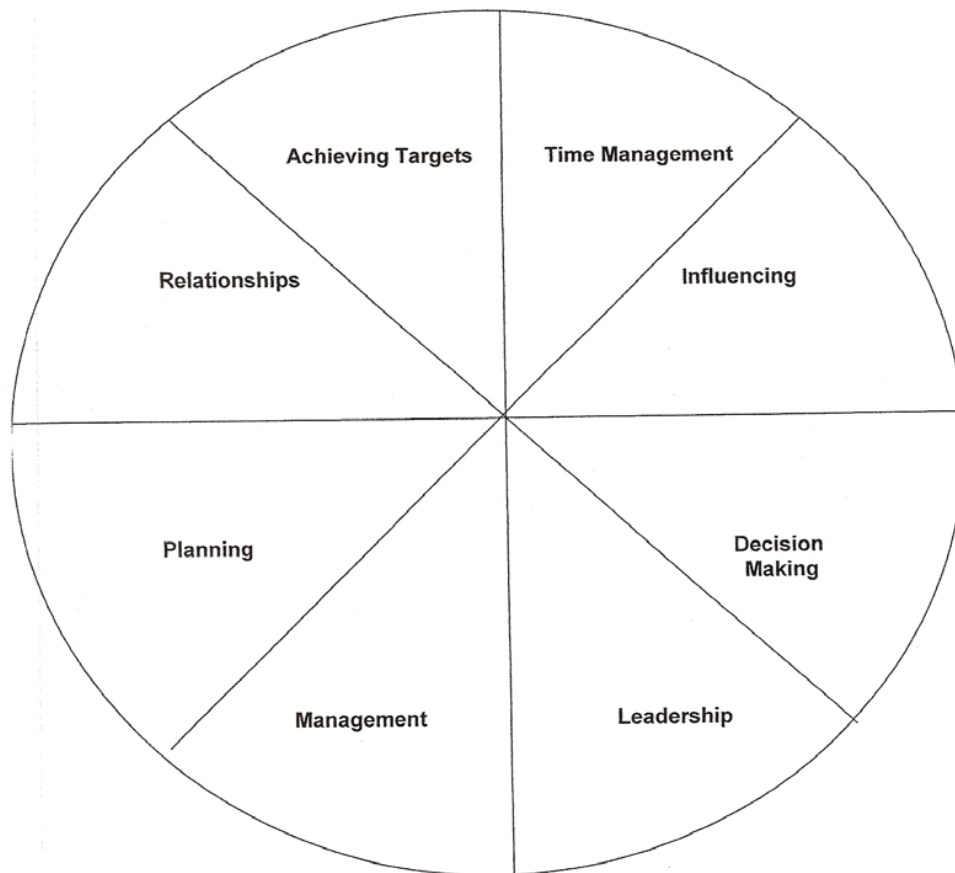 Achieving Targets
Time Management
Relationships
Influencing
Planning
Decision
Making
Management
Leadership